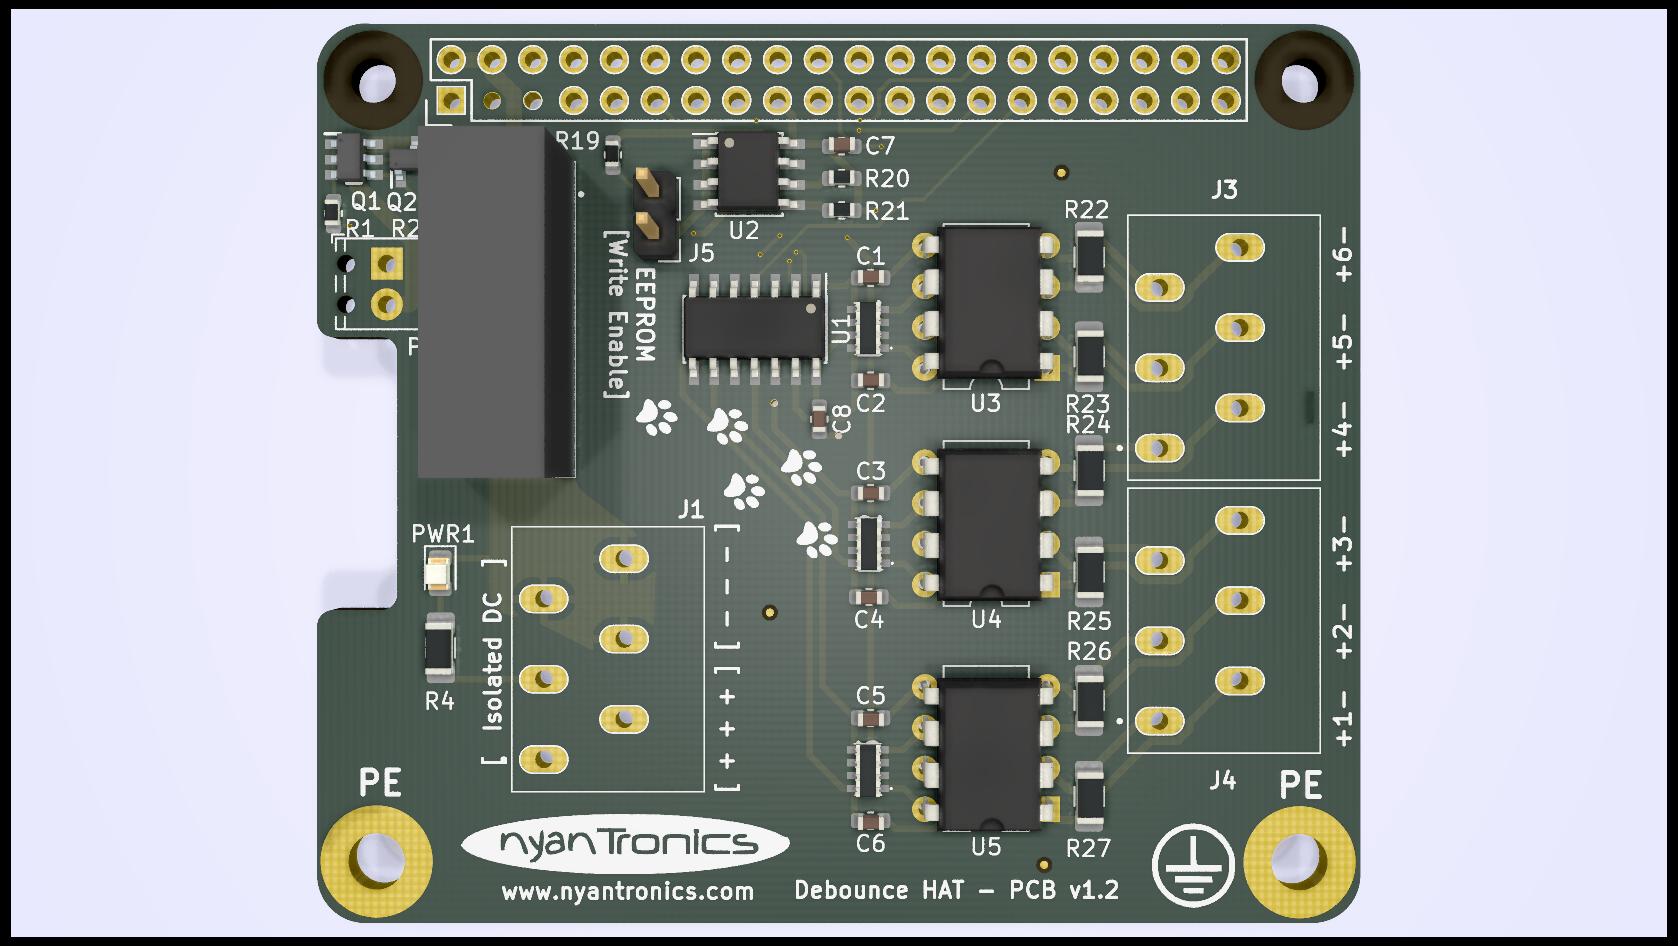 R19
C7
R20
R21
Q1 Q2
R1 R2
U2
J5
EEPROM
[Write Enable]
U1
C1
C2
C8
C3
C4
C5
C6
U3
U4
U5
R22
R23
R24
R25
R26
R27
J3
+6-
+5-
+4-
+3-
+2-
+1-
J4
PWR1
R4
J1
[ Isolated DC ]
[ - - - ]
[ + + + ]
PE
PE
nyanTronics
www.nyantronics.com
Debounce HAT - PCB v1.2